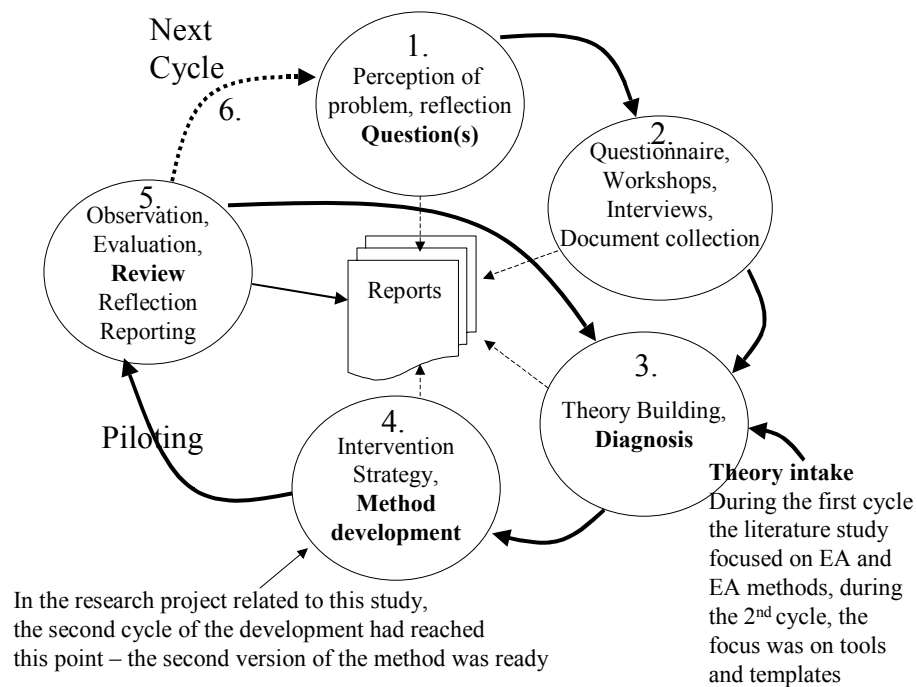 Next
Cycle
6.
1.
Perception of
problem, reflection
Question(s)
2.
Questionnaire,
Workshops,
Interviews,
Document collection
5.
Observation,
Evaluation,
Review
Reflection
Reporting
Reports
3.
Theory Building,
Diagnosis
4.
Intervention
Strategy,
Method
development
Piloting
Theory intake
During the first cycle
the literature study
focused on EA and
EA methods, during
the 2nd cycle, the
focus was on tools
and templates
In the research project related to this study,
the second cycle of the development had reached
this point – the second version of the method was ready